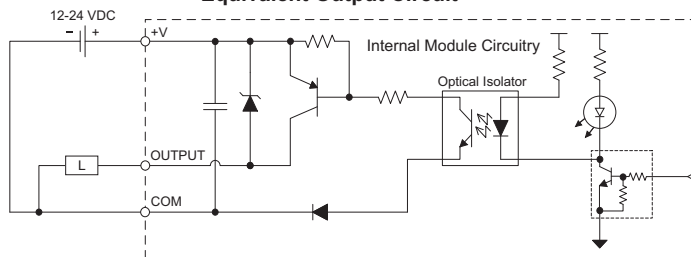 Equivalent Output Circuit
12-24 VDC
− +
+V
Internal Module Circuitry
Optical Isolator
OUTPUT
L
COM